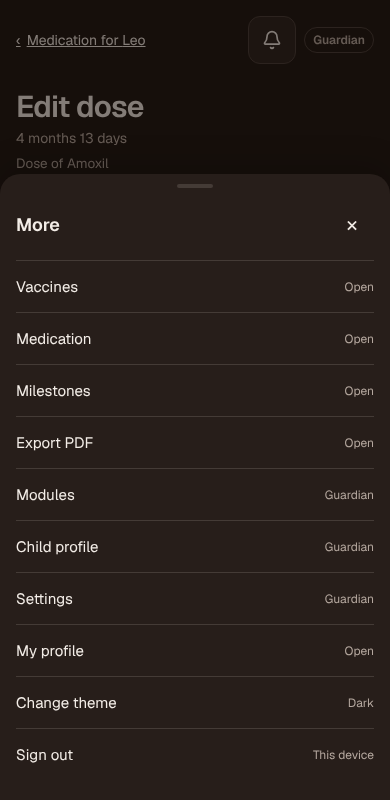 ‹ Medication for Leo
Guardian
Edit dose
4 months 13 days
Dose of Amoxil
More
×
Vaccines Open
Medication Open
Milestones Open
Export PDF Open
Modules Guardian
Child profile Guardian
Settings Guardian
My profile Open
Change theme Dark
Sign out This device